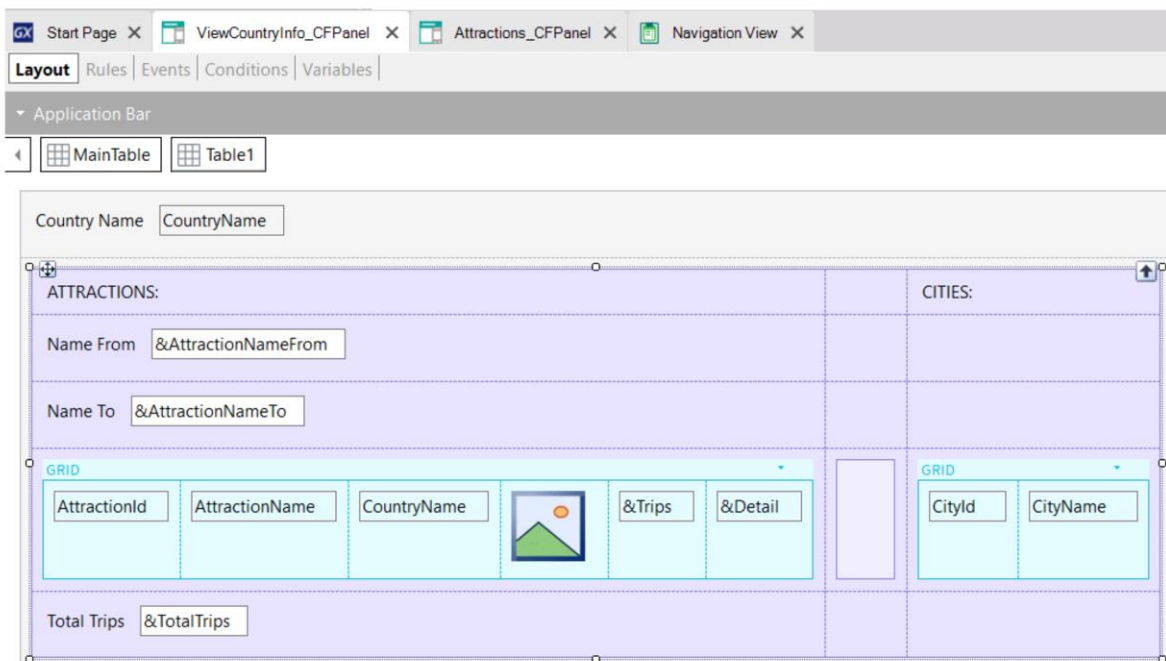 GX Start Page X ViewCountryInfo_CFPanel X Attractions_CFPanel X Navigation View X
Layout Rules Events Conditions Variables
Application Bar
MainTable Table1
Country Name CountryName
ATTRACTIONS: CITIES:
Name From &AttractionNameFrom
Name To &AttractionNameTo
GRID GRID
AttractionId AttractionName CountryName &Trips &Detail CityId CityName
Total Trips &TotalTrips